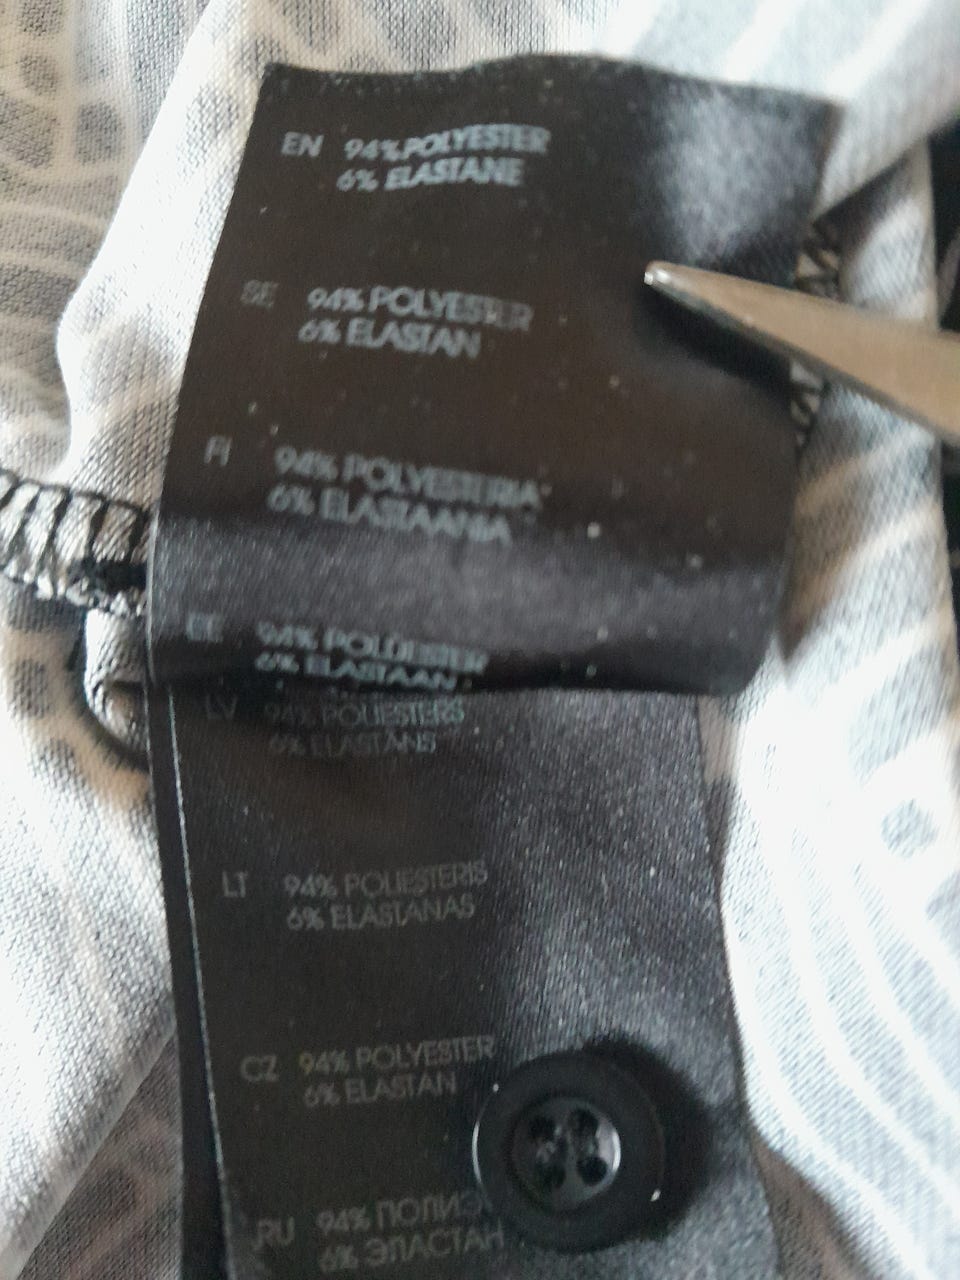 EN 94% POLYESTER
6% ELASTANE
SE 94% POLYESTER
6% ELASTAN
FI 94% POLYESTERIA
6% ELASTAANIA
EE 94% POLÜESTER
6% ELASTAAN
LV 94% POLIESTERS
6% ELASTĀNS
LT 94% POLIESTERIS
6% ELASTANAS
CZ 94% POLYESTER
6% ELASTAN
RU 94% ПОЛИЭ
6% ЭЛАСТАН